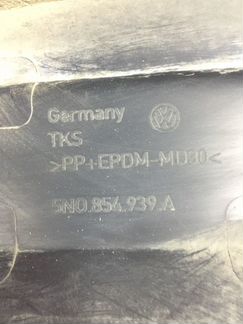 Germany
TKS
>PP+EPDM-MD30<
5N0.854.939.A